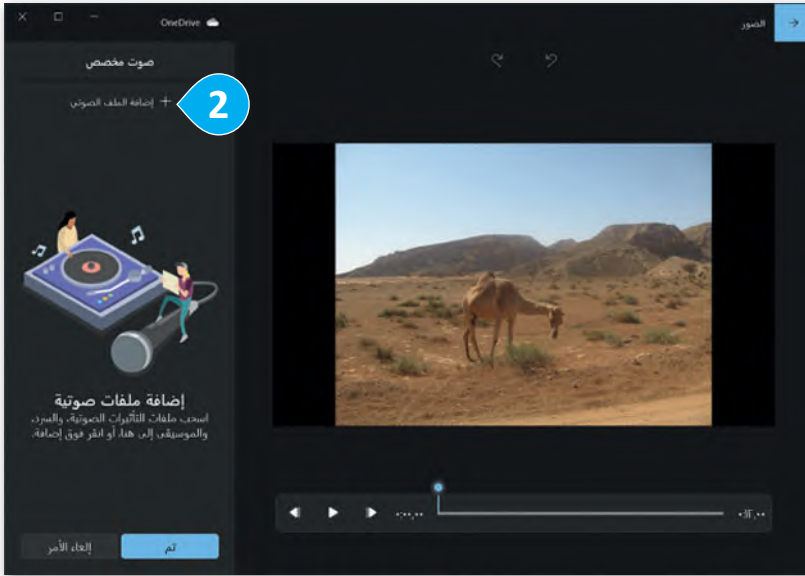 الصور
OneDrive
صوت مخصص
إضافة الملف الصوتي
2
إضافة ملفات صوتية
اسحب ملفات التأثيرات الصوتية، والسرد،
والموسيقى إلى هنا، أو انقر فوق إضافة.
تم
إلغاء الأمر